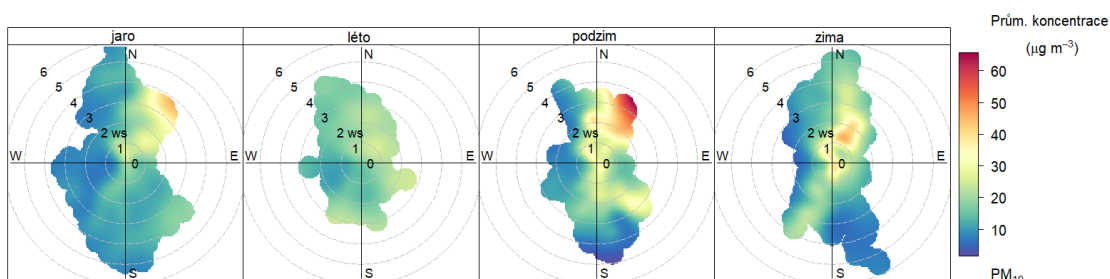 jaro
N
6
5
4
3
2 ws
1
0
W
E
S
léto
N
6
5
4
3
2 ws
1
0
W
E
S
podzim
N
6
5
4
3
2 ws
1
0
W
E
S
zima
N
6
5
4
3
2 ws
1
0
W
E
S
Prům. koncentrace
(μg m⁻³)
60
50
40
30
20
10
PM₁₀